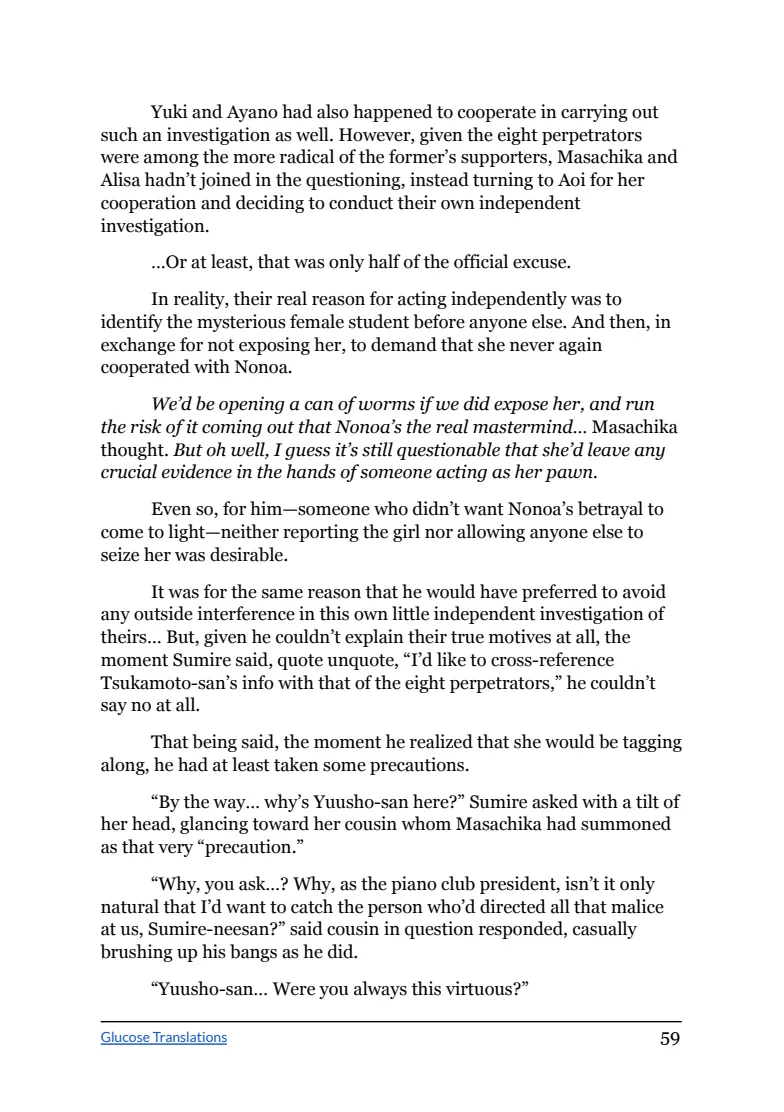 Yuki and Ayano had also happened to cooperate in carrying out
such an investigation as well. However, given the eight perpetrators
were among the more radical of the former’s supporters, Masachika and
Alisa hadn’t joined in the questioning, instead turning to Aoi for her
cooperation and deciding to conduct their own independent
investigation.
…Or at least, that was only half of the official excuse.
In reality, their real reason for acting independently was to
identify the mysterious female student before anyone else. And then, in
exchange for not exposing her, to demand that she never again
cooperated with Nonoa.
We’d be opening a can of worms if we did expose her, and run
the risk of it coming out that Nonoa’s the real mastermind… Masachika
thought. But oh well, I guess it’s still questionable that she’d leave any
crucial evidence in the hands of someone acting as her pawn.
Even so, for him—someone who didn’t want Nonoa’s betrayal to
come to light—neither reporting the girl nor allowing anyone else to
seize her was desirable.
It was for the same reason that he would have preferred to avoid
any outside interference in this own little independent investigation of
theirs… But, given he couldn’t explain their true motives at all, the
moment Sumire said, quote unquote, “I’d like to cross-reference
Tsukamoto-san’s info with that of the eight perpetrators,” he couldn’t
say no at all.
That being said, the moment he realized that she would be tagging
along, he had at least taken some precautions.
“By the way… why’s Yuusho-san here?” Sumire asked with a tilt of
her head, glancing toward her cousin whom Masachika had summoned
as that very “precaution.”
“Why, you ask…? Why, as the piano club president, isn’t it only
natural that I’d want to catch the person who’d directed all that malice
at us, Sumire-neesan?” said cousin in question responded, casually
brushing up his bangs as he did.
“Yuusho-san… Were you always this virtuous?”
Glucose Translations
59